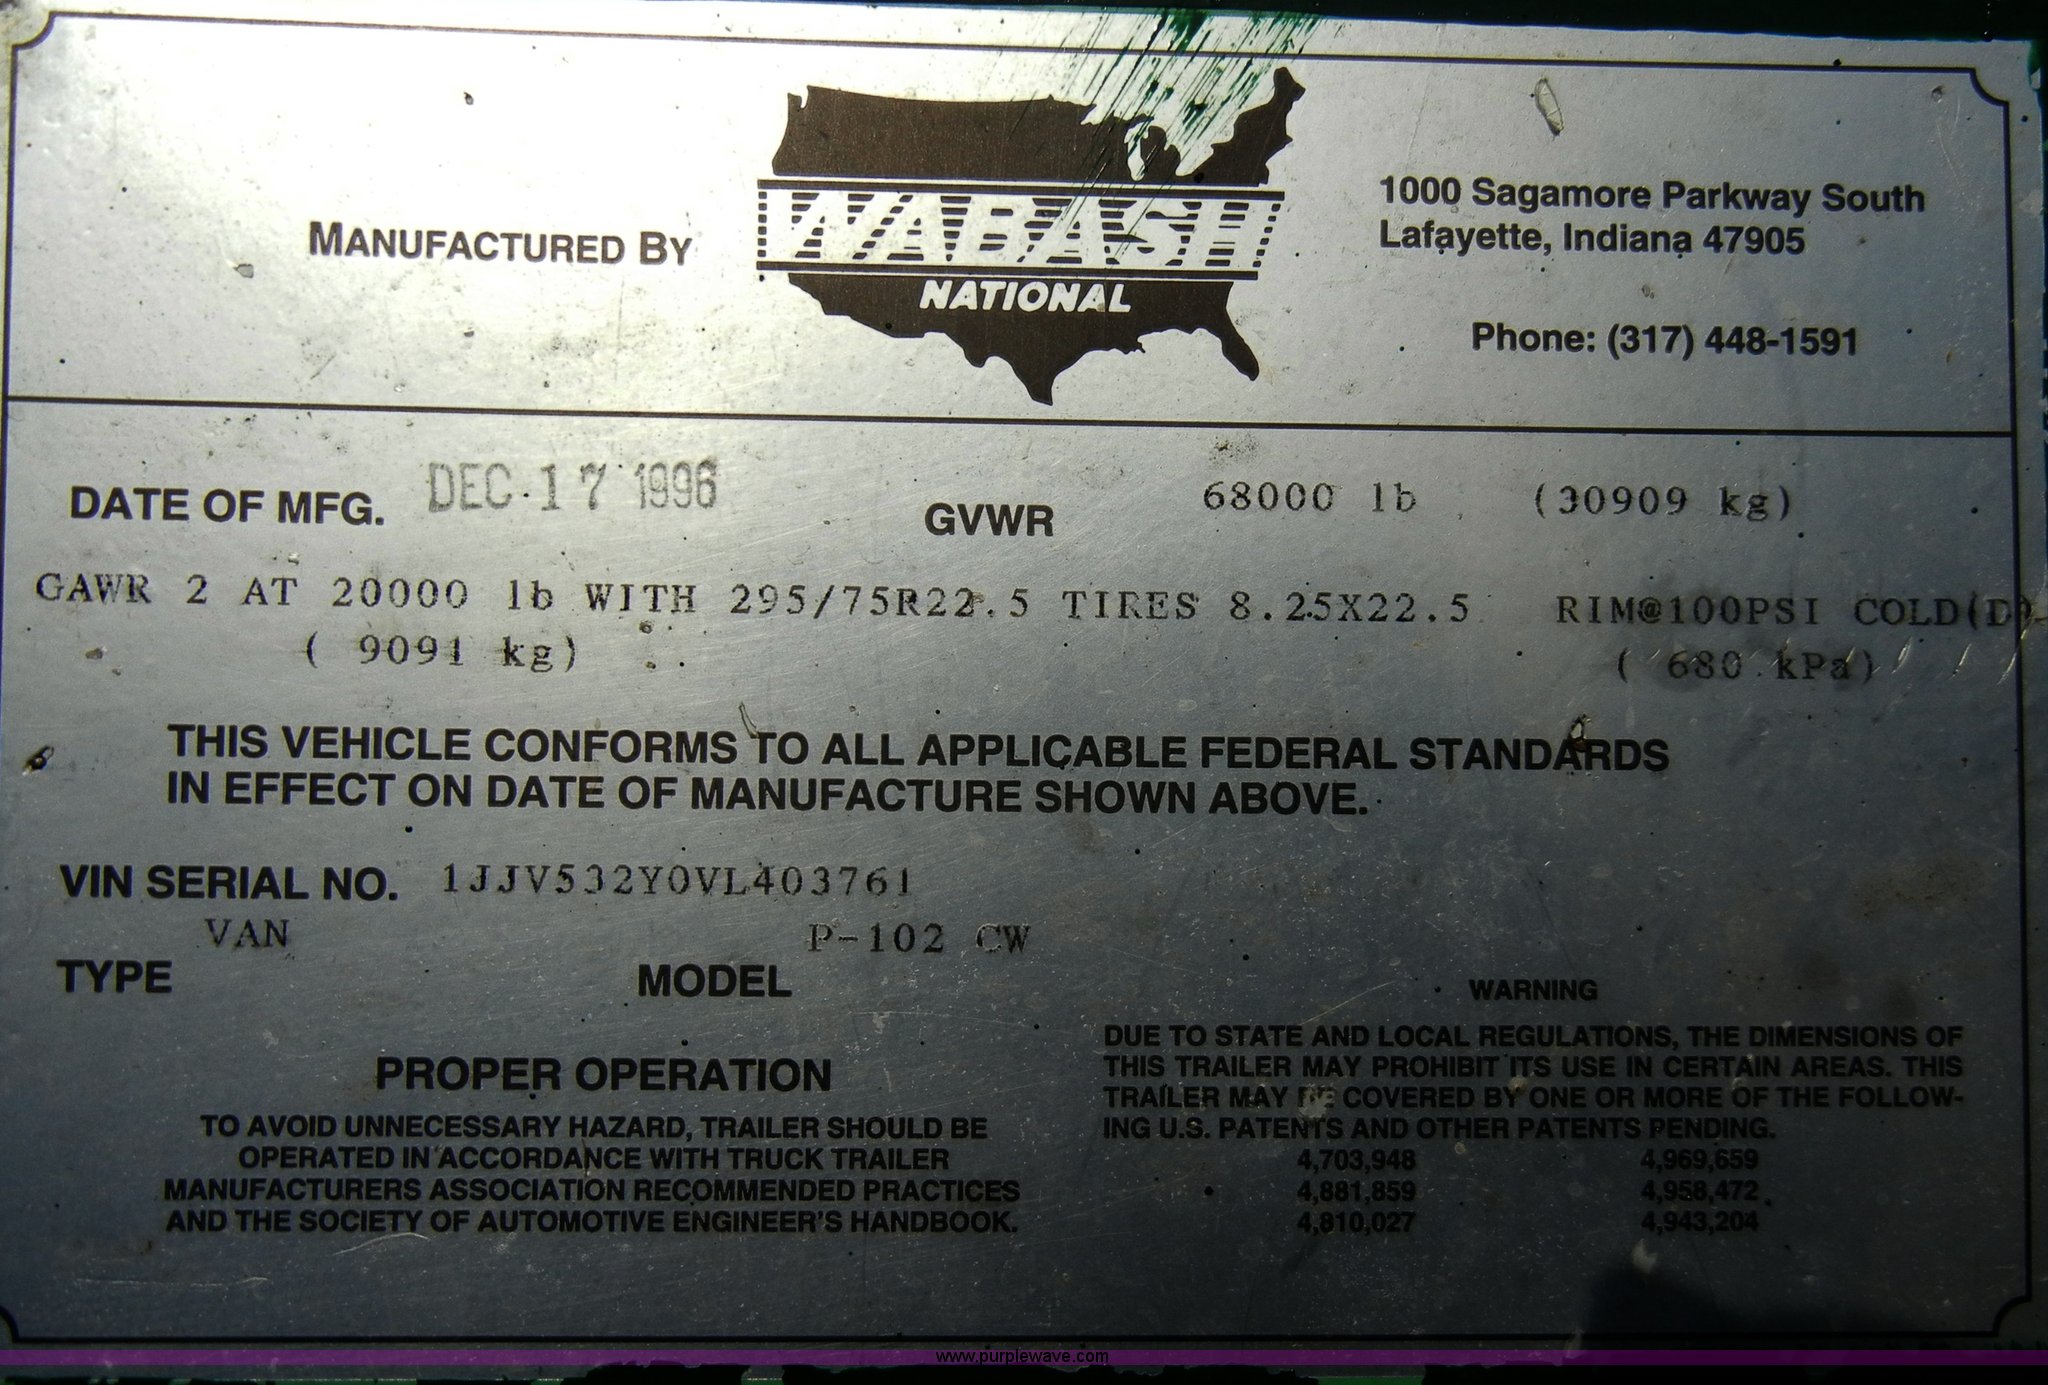 MANUFACTURED BY
WABASH
NATIONAL
1000 Sagamore Parkway South
Lafayette, Indiana 47905
Phone: (317) 448-1591
DATE OF MFG. DEC 17 1996 GVWR 68000 lb (30909 kg)
GAWR 2 AT 20000 lb WITH 295/75R22.5 TIRES 8.25X22.5 RIM@100PSI COLD(D)
( 9091 kg) ( 680 kPa)
THIS VEHICLE CONFORMS TO ALL APPLICABLE FEDERAL STANDARDS
IN EFFECT ON DATE OF MANUFACTURE SHOWN ABOVE.
VIN SERIAL NO. 1JJV532Y0VL403761
VAN P-102 CW
TYPE MODEL
PROPER OPERATION
TO AVOID UNNECESSARY HAZARD, TRAILER SHOULD BE
OPERATED IN ACCORDANCE WITH TRUCK TRAILER
MANUFACTURERS ASSOCIATION RECOMMENDED PRACTICES
AND THE SOCIETY OF AUTOMOTIVE ENGINEER'S HANDBOOK.
WARNING
DUE TO STATE AND LOCAL REGULATIONS, THE DIMENSIONS OF
THIS TRAILER MAY PROHIBIT ITS USE IN CERTAIN AREAS. THIS
TRAILER MAY BE COVERED BY ONE OR MORE OF THE FOLLOW-
ING U.S. PATENTS AND OTHER PATENTS PENDING.
4,703,948 4,969,659
4,881,859 4,958,472
4,810,027 4,943,204
www.purplewave.com